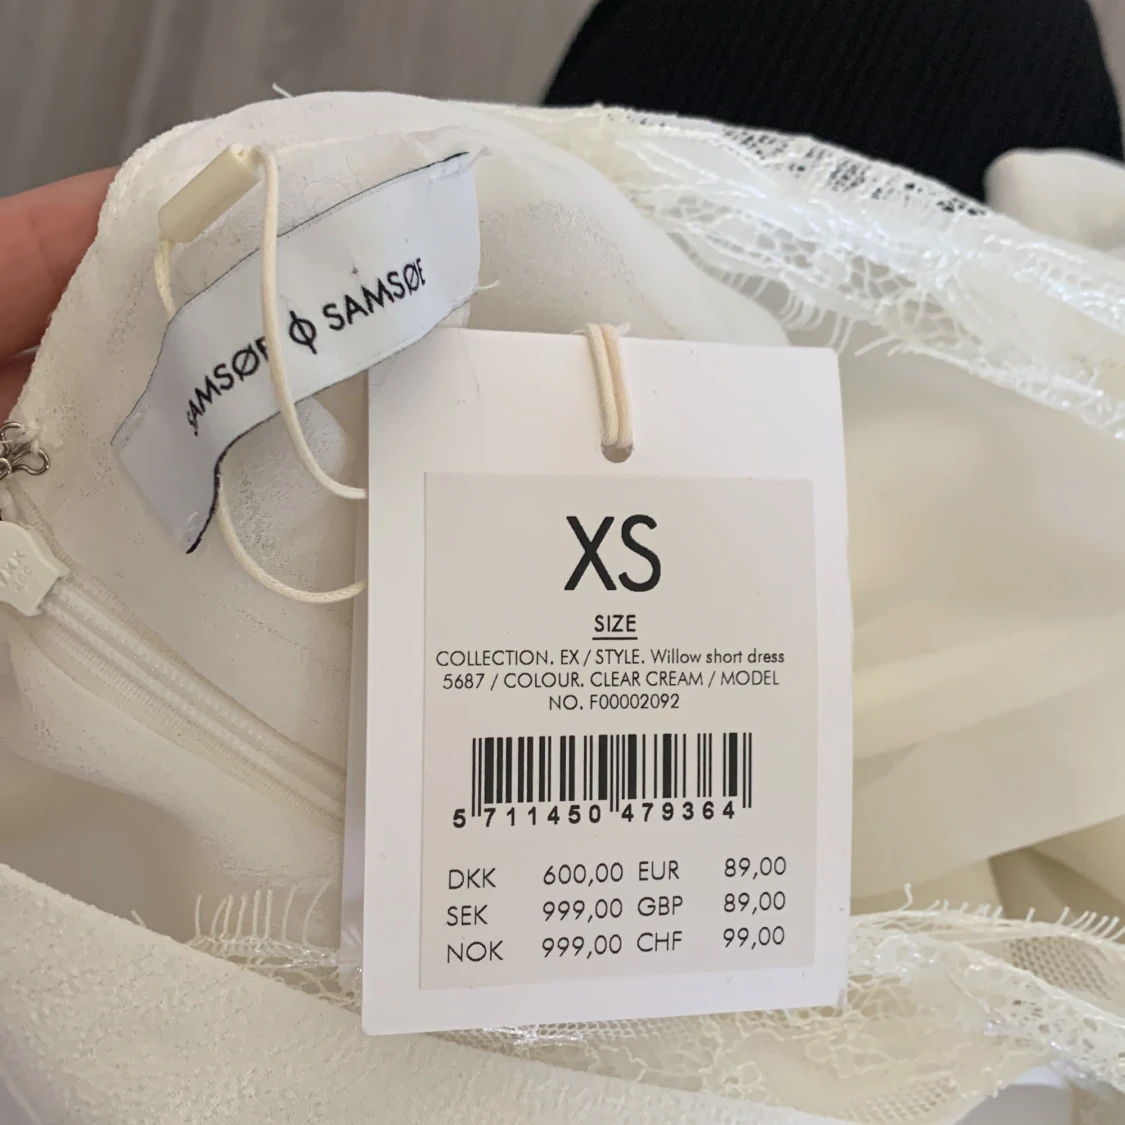 SAMSØE Φ SAMSØE
XS
SIZE
COLLECTION. EX / STYLE. Willow short dress
5687 / COLOUR. CLEAR CREAM / MODEL
NO. F00002092
5 711450 479364
DKK 600,00 EUR 89,00
SEK 999,00 GBP 89,00
NOK 999,00 CHF 99,00